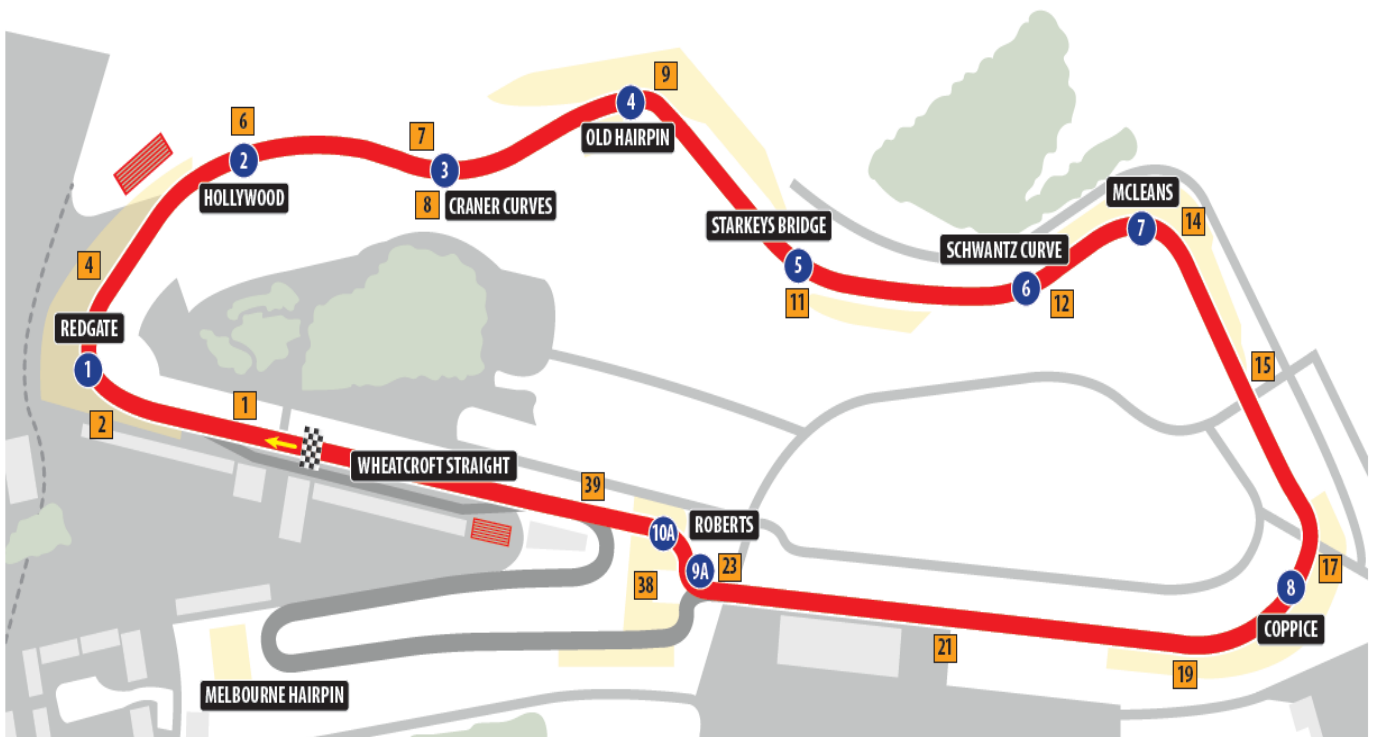 9
6
7
4
OLD HAIRPIN
2
3
HOLLYWOOD
8
CRANER CURVES
MCLEANS
14
STARKEYS BRIDGE
7
SCHWANTZ CURVE
4
5
6
11
12
REDGATE
1
15
1
2
WHEATCROFT STRAIGHT
39
10A
ROBERTS
9A
23
17
38
8
COPPICE
21
19
MELBOURNE HAIRPIN